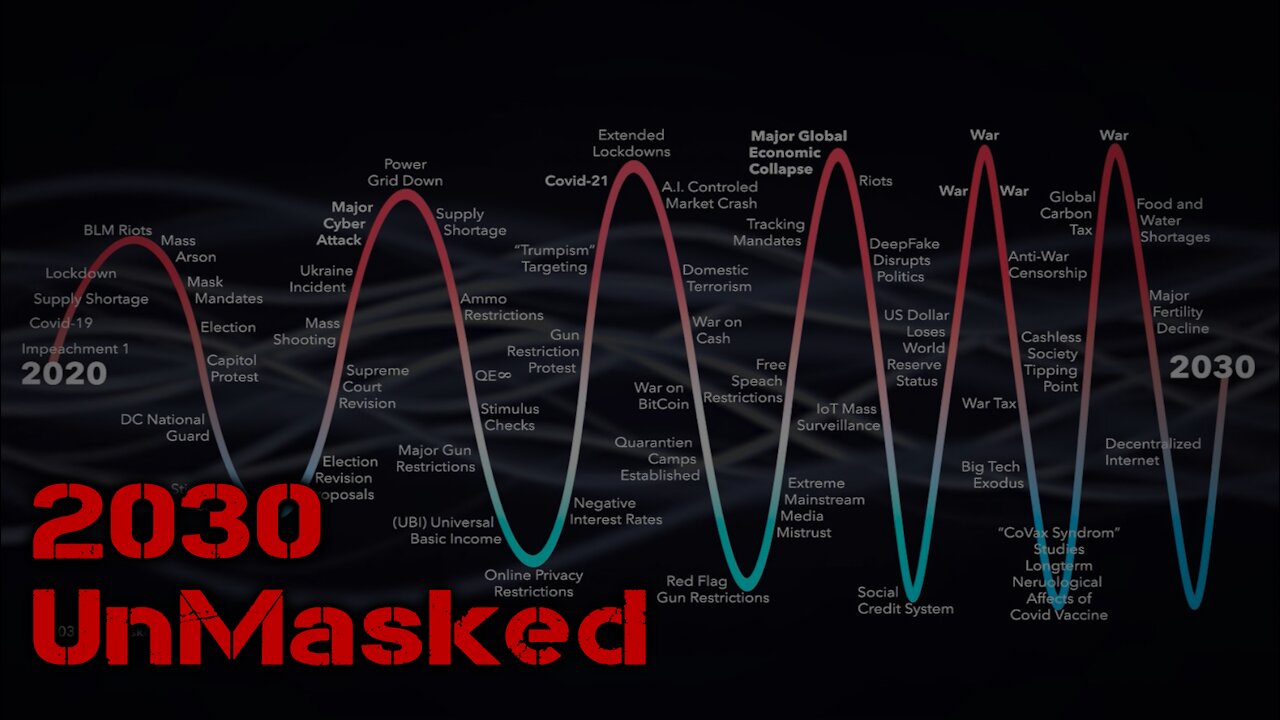 BLM Riots
Mass
Arson
Lockdown
Mask
Mandates
Supply Shortage
Covid-19
Election
Impeachment 1
2020
Capitol
Protest
DC National
Guard
Election
Revision
Power
Grid Down
Major
Cyber
Attack
Supply
Shortage
Ukraine
Incident
Ammo
Restrictions
Mass
Shooting
Supreme
Court
Revision
QE∞
Stimulus
Checks
Major Gun
Restrictions
(UBI) Universal
Basic Income
Online Privacy
Restrictions
Extended
Lockdowns
Covid-21
A.I. Controled
Market Crash
"Trumpism"
Targeting
Domestic
Terrorism
Gun
Restriction
Protest
War on
Cash
War on
BitCoin
Quarantien
Camps
Established
Negative
Interest Rates
Red Flag
Gun Restrictions
Major Global
Economic
Collapse
Riots
Tracking
Mandates
DeepFake
Disrupts
Politics
Free
Speach
Restrictions
US Dollar
Loses
World
Reserve
Status
IoT Mass
Surveillance
Extreme
Mainstream
Media
Mistrust
Social
Credit System
War
War War
Anti-War
Censorship
War Tax
Big Tech
Exodus
War
Global
Carbon
Tax
Food and
Water
Shortages
Cashless
Society
Tipping
Point
Major
Fertility
Decline
2030
Decentralized
Internet
"CoVax Syndrom"
Studies
Longterm
Neruological
Affects of
Covid Vaccine
2030
UnMasked